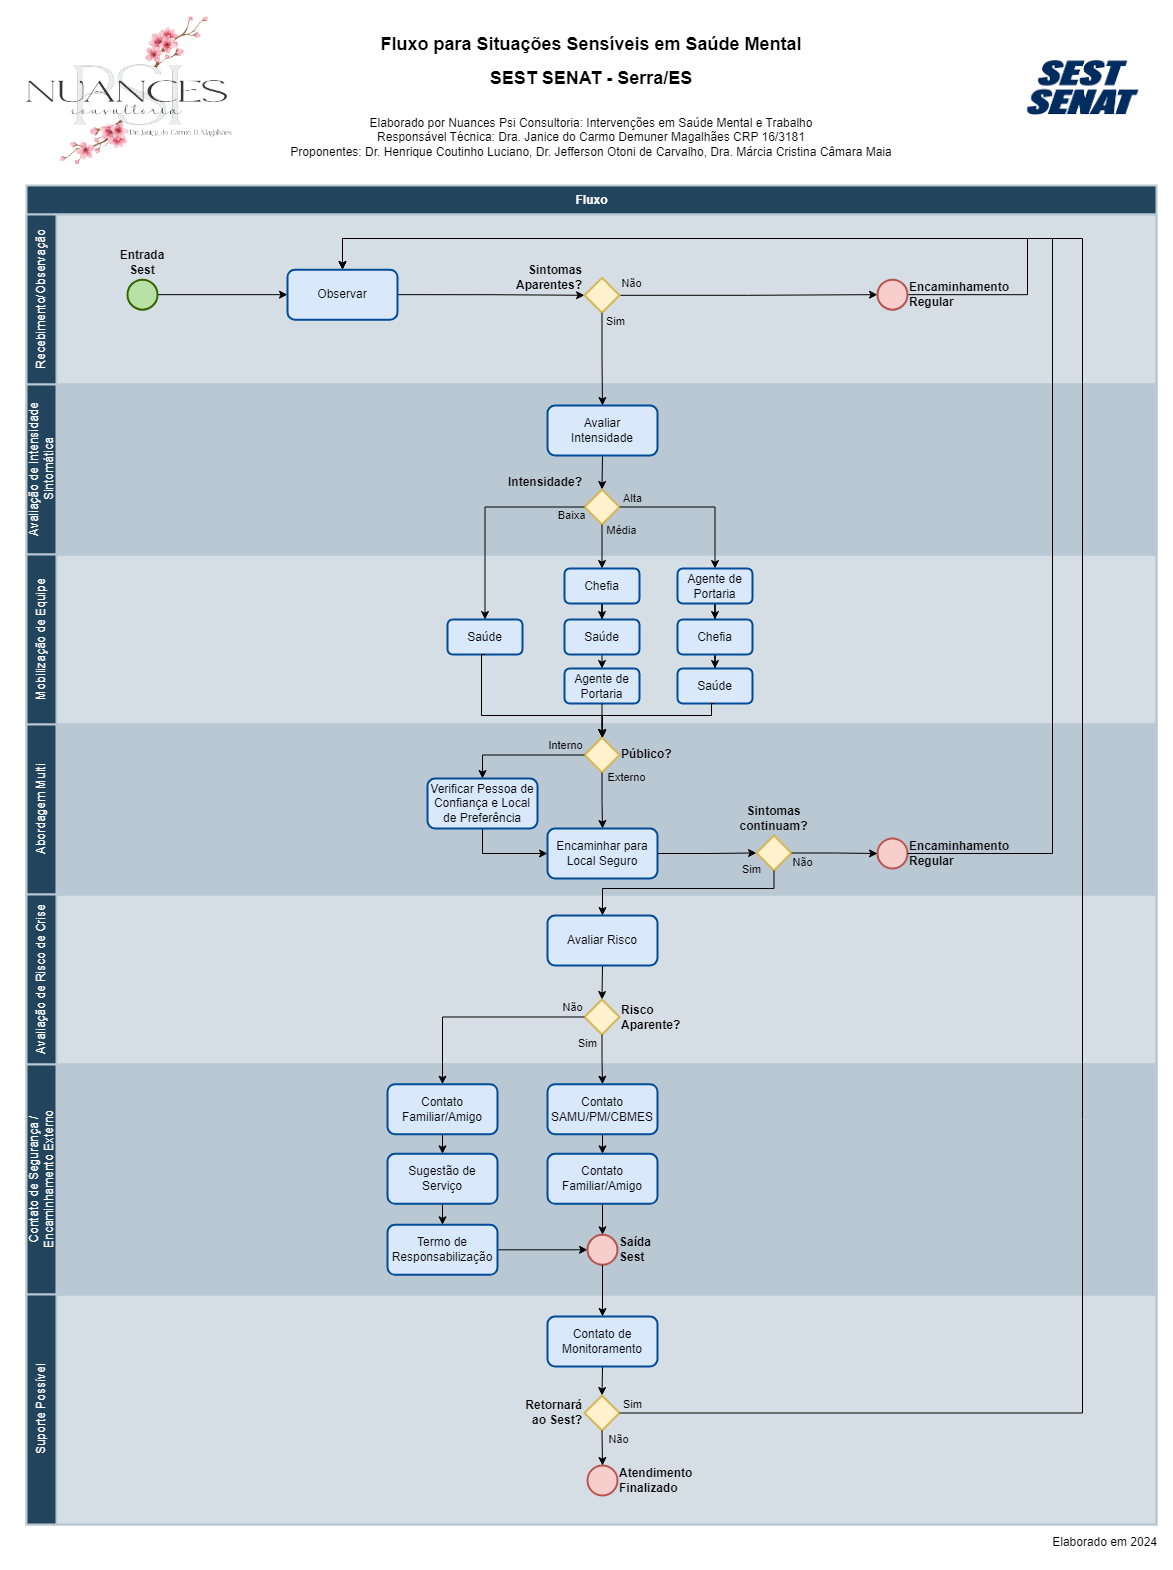 Fluxo para Situações Sensíveis em Saúde Mental
SEST SENAT - Serra/ES
PSI
NUANCES
consultoria
Dra. Janice do Carmo D. Magalhães
SEST
SENAT
Elaborado por Nuances Psi Consultoria: Intervenções em Saúde Mental e Trabalho
Responsável Técnica: Dra. Janice do Carmo Demuner Magalhães CRP 16/3181
Proponentes: Dr. Henrique Coutinho Luciano, Dr. Jefferson Otoni de Carvalho, Dra. Márcia Cristina Câmara Maia
Fluxo
Recebimento/Observação
Entrada
Sest
Observar
Sintomas
Aparentes?
Não
Sim
Encaminhamento
Regular
Avaliação de Intensidade
Sintomática
Avaliar
Intensidade
Intensidade?
Baixa
Média
Alta
Mobilização de Equipe
Saúde
Chefia
Saúde
Agente de
Portaria
Agente de
Portaria
Chefia
Saúde
Abordagem Multi
Interno
Público?
Externo
Verificar Pessoa de
Confiança e Local
de Preferência
Encaminhar para
Local Seguro
Sintomas
continuam?
Sim
Não
Encaminhamento
Regular
Avaliação de Risco de Crise
Avaliar Risco
Não
Risco
Aparente?
Sim
Contato de Segurança /
Encaminhamento Externo
Contato
Familiar/Amigo
Sugestão de
Serviço
Termo de
Responsabilização
Contato
SAMU/PM/CBMES
Contato
Familiar/Amigo
Saída
Sest
Suporte Possível
Contato de
Monitoramento
Retornará
ao Sest?
Sim
Não
Atendimento
Finalizado
Elaborado em 2024